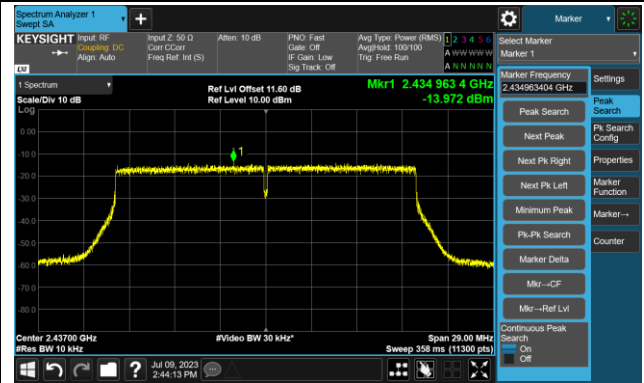 Spectrum Analyzer 1
Swept SA
Marker
KEYSIGHT
Input: RF
Coupling: DC
Align: Auto
Input Z: 50 Ω
Corr CCorr
Freq Ref: Int (S)
Atten: 10 dB
PNO: Fast
Gate: Off
IF Gain: Low
Sig Track: Off
Avg Type: Power (RMS)
Avg|Hold: 100/100
Trig: Free Run
1 2 3 4 5 6
A W W W W W
A N N N N N
LXI
Select Marker
Marker 1
1 Spectrum
Scale/Div 10 dB
Log
Ref Lvl Offset 11.60 dB
Ref Level 10.00 dBm
Mkr1 2.434 963 4 GHz
-13.972 dBm
0.00
-10.0
-20.0
-30.0
-40.0
-50.0
-60.0
-70.0
-80.0
1
Center 2.43700 GHz
#Res BW 10 kHz
#Video BW 30 kHz*
Span 29.00 MHz
Sweep 358 ms (11300 pts)
Marker Frequency
2.434963404 GHz
Peak Search
Next Peak
Next Pk Right
Next Pk Left
Minimum Peak
Pk-Pk Search
Marker Delta
Mkr→CF
Mkr→Ref Lvl
Continuous Peak
Search
On
Off
Settings
Peak
Search
Pk Search
Config
Properties
Marker
Function
Marker→
Counter
?
Jul 09, 2023
2:44:13 PM